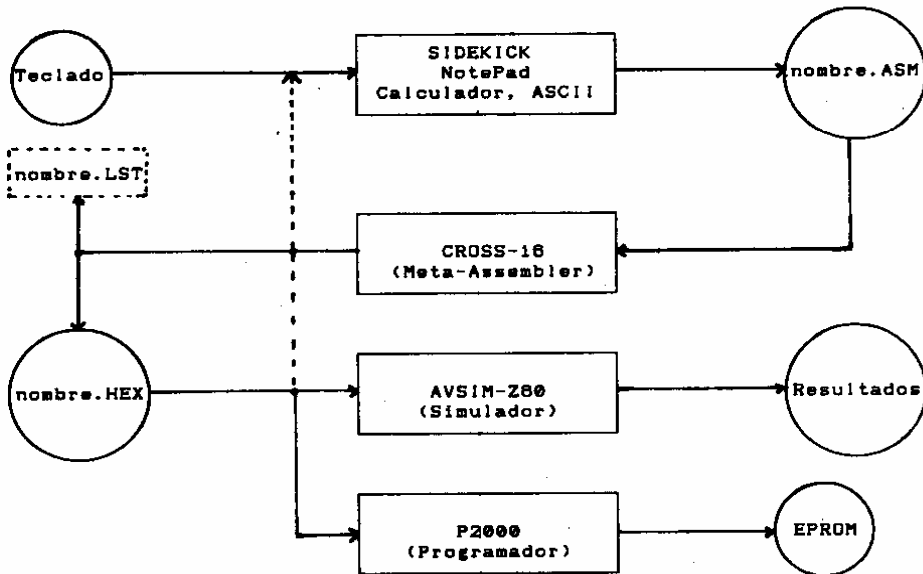 Teclado
SIDEKICK
NotePad
Calculador, ASCII
nombre.ASM
nombre.LST
CROSS-16
(Meta-Assembler)
nombre.HEX
AVSIM-Z80
(Simulador)
Resultados
P2000
(Programador)
EPROM